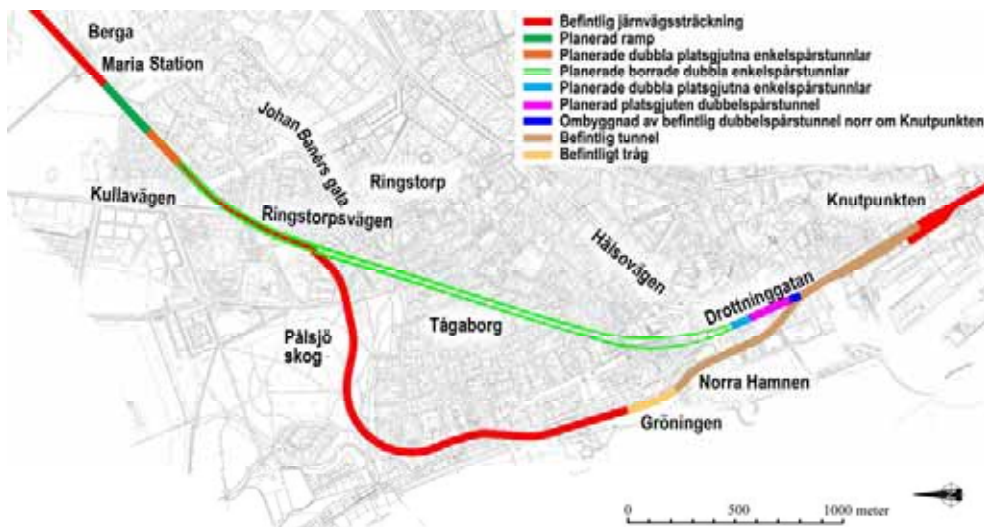 Befintlig järnvägssträckning
Planerad ramp
Planerade dubbla platsgjutna enkelspårstunnlar
Planerade borrade dubbla enkelspårstunnlar
Planerade dubbla platsgjutna enkelspårstunnlar
Planerad platsgjuten dubbelspårstunnel
Ombyggnad av befintlig dubbelspårstunnel norr om Knutpunkten
Befintlig tunnel
Befintligt tråg
Berga
Maria Station
Johan Banérs gata
Ringstorp
Kullavägen
Ringstorpsvägen
Knutpunkten
Hälsovägen
Drottninggatan
Tågaborg
Pålsjö
skog
Norra Hamnen
Gröningen
0 500 1000 meter